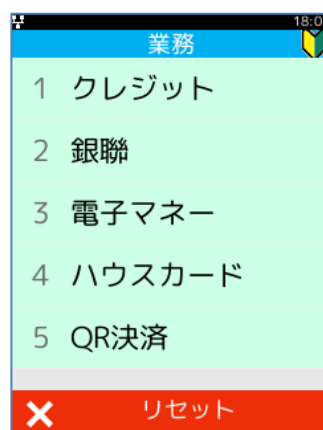 18:0
業務
1 クレジット
2 銀聯
3 電子マネー
4 ハウスカード
5 QR決済
リセット